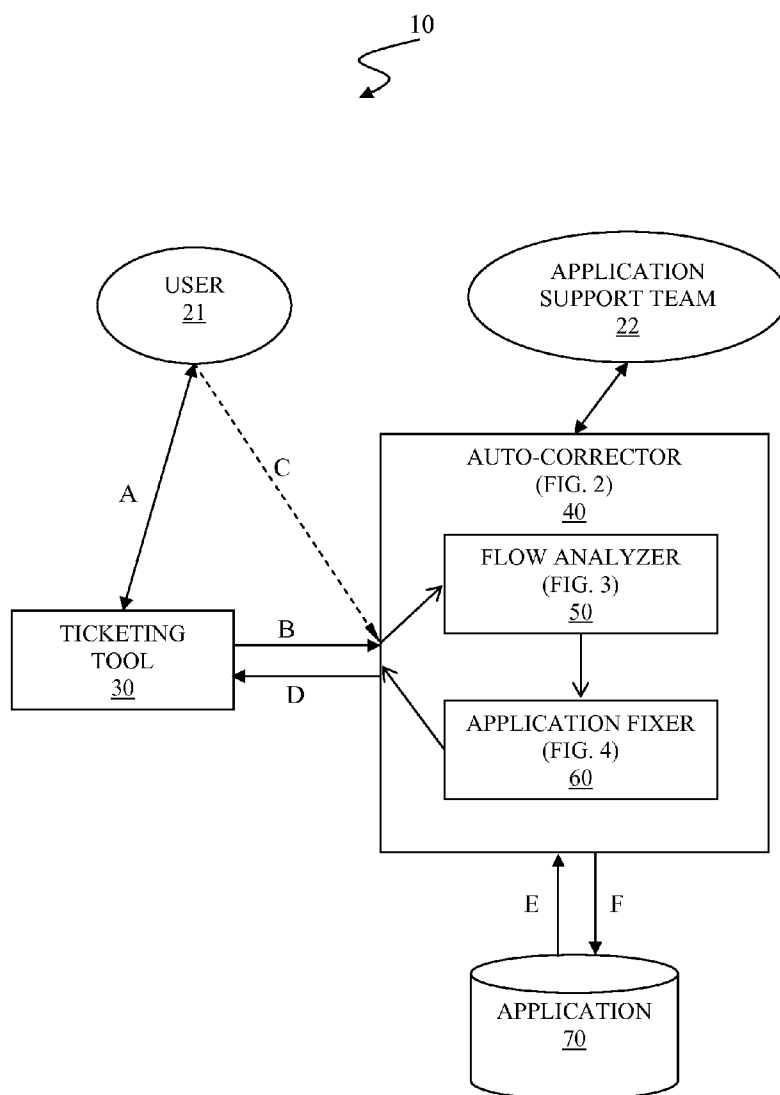 10
USER
21
APPLICATION
SUPPORT TEAM
22
A
C
AUTO-CORRECTOR
(FIG. 2)
40
FLOW ANALYZER
(FIG. 3)
50
TICKETING
TOOL
30
B
D
APPLICATION FIXER
(FIG. 4)
60
E
F
APPLICATION
70